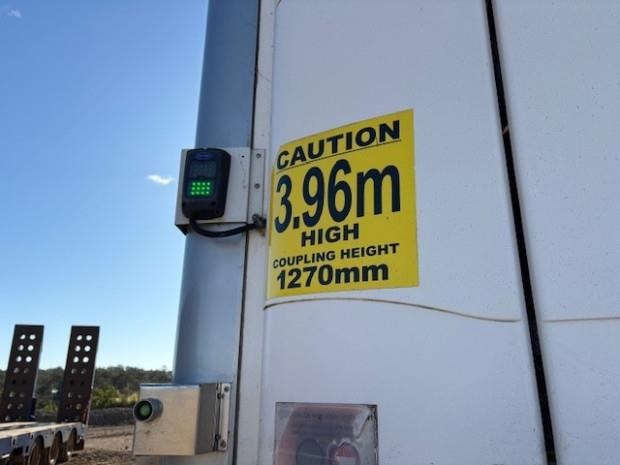 CAUTION
3.96m
HIGH
COUPLING HEIGHT
1270mm